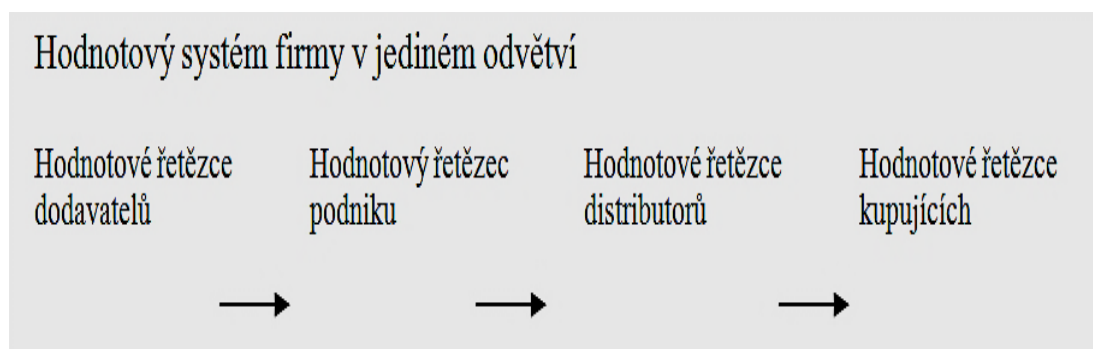 Hodnotový systém firmy v jediném odvětví
Hodnotové řetězce
dodavatelů
Hodnotový řetězec
podniku
Hodnotové řetězce
distributorů
Hodnotové řetězce
kupujících